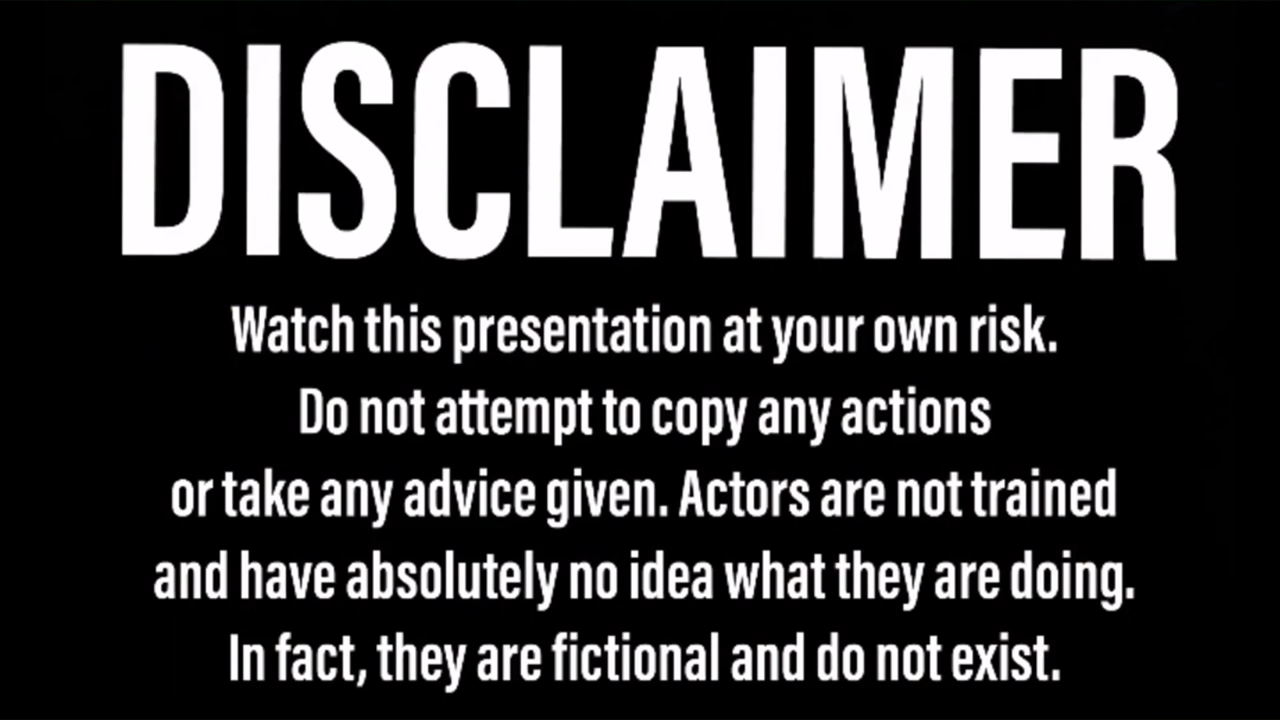 DISCLAIMER
Watch this presentation at your own risk.
Do not attempt to copy any actions
or take any advice given. Actors are not trained
and have absolutely no idea what they are doing.
In fact, they are fictional and do not exist.